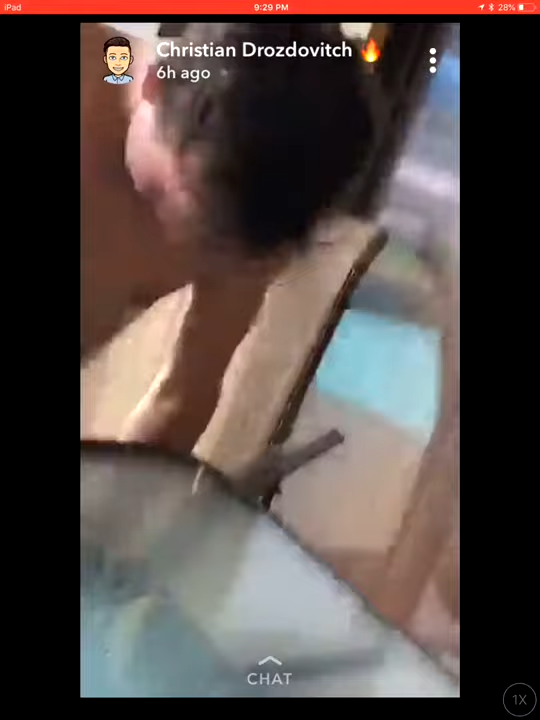 iPad 9:29 PM 28%
Christian Drozdovitch 🔥
6h ago
CHAT
1X